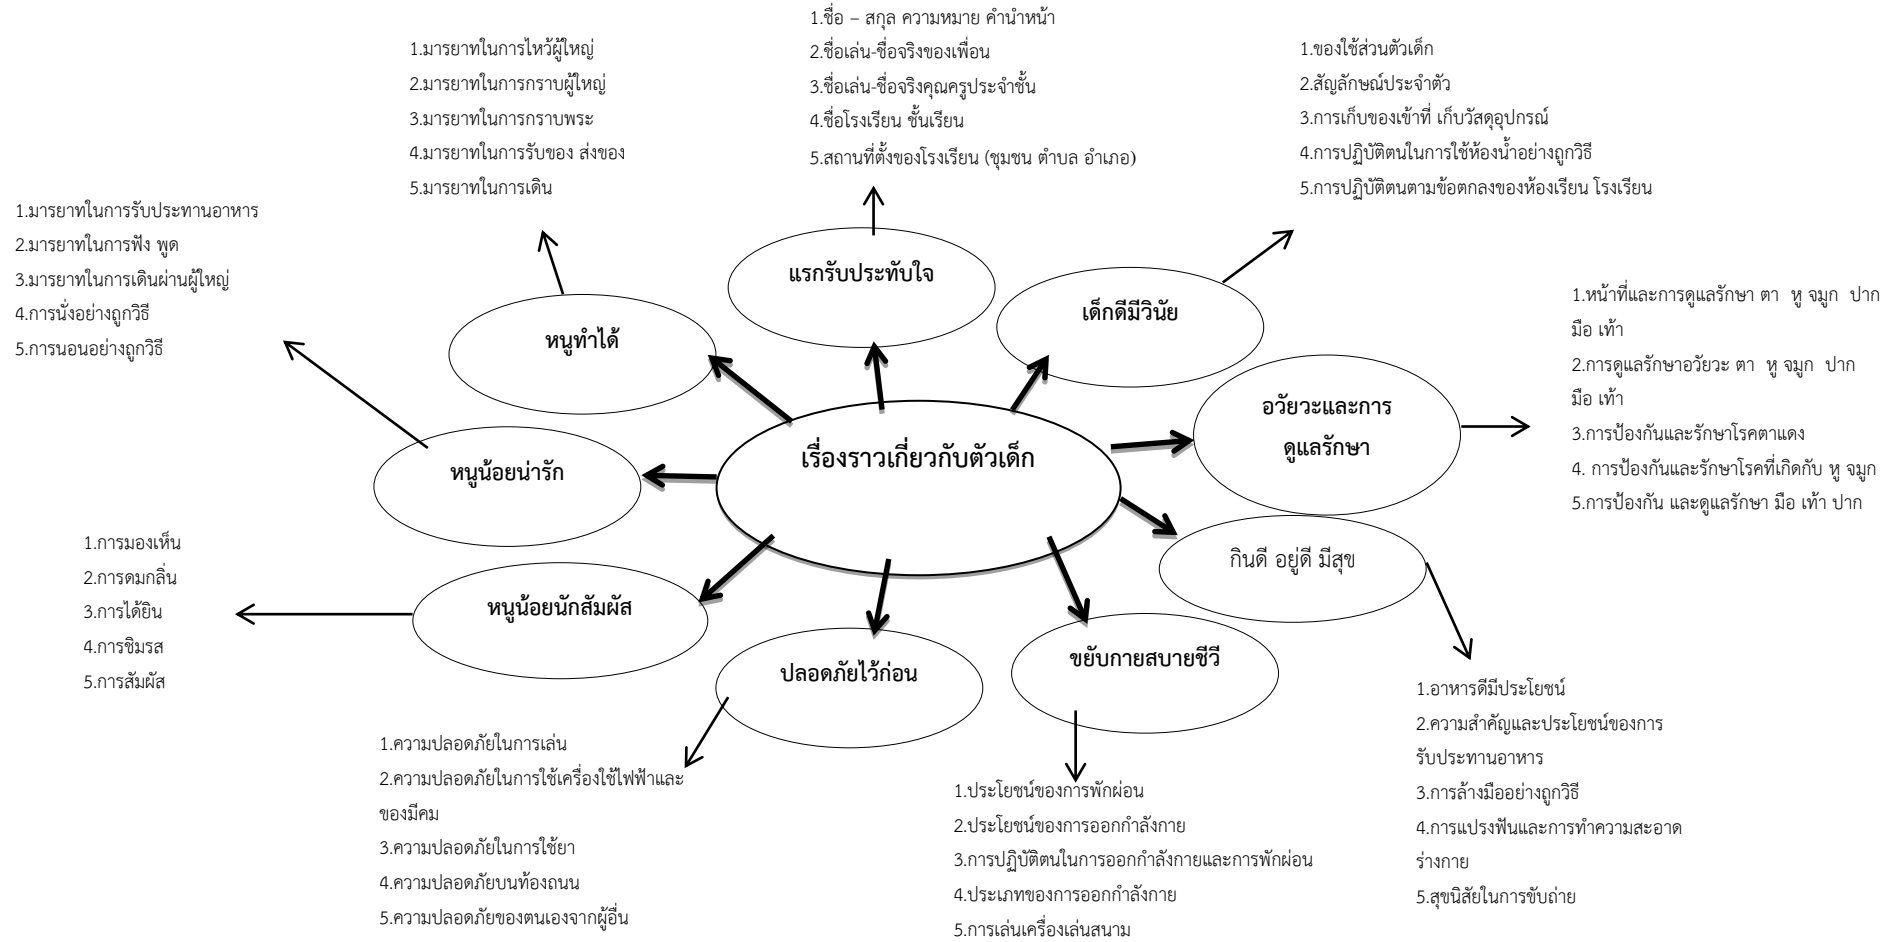 1.ชื่อ – สกุล ความหมาย คำนำหน้า
2.ชื่อเล่น-ชื่อจริงของเพื่อน
3.ชื่อเล่น-ชื่อจริงคุณครูประจำชั้น
4.ชื่อโรงเรียน ชั้นเรียน
5.สถานที่ตั้งของโรงเรียน (ชุมชน ตำบล อำเภอ)
1.มารยาทในการไหว้ผู้ใหญ่
2.มารยาทในการกราบผู้ใหญ่
3.มารยาทในการกราบพระ
4.มารยาทในการรับของ ส่งของ
5.มารยาทในการเดิน
1.ของใช้ส่วนตัวเด็ก
2.สัญลักษณ์ประจำตัว
3.การเก็บของเข้าที่ เก็บวัสดุอุปกรณ์
4.การปฏิบัติตนในการใช้ห้องน้ำอย่างถูกวิธี
5.การปฏิบัติตนตามข้อตกลงของห้องเรียน โรงเรียน
1.มารยาทในการรับประทานอาหาร
2.มารยาทในการฟัง พูด
3.มารยาทในการเดินผ่านผู้ใหญ่
4.การนั่งอย่างถูกวิธี
5.การนอนอย่างถูกวิธี
แรกรับประทับใจ
เด็กดีมีวินัย
หนูทำได้
1.หน้าที่และการดูแลรักษา ตา หู จมูก ปาก
มือ เท้า
2.การดูแลรักษาอวัยวะ ตา หู จมูก ปาก
มือ เท้า
3.การป้องกันและรักษาโรคตาแดง
4. การป้องกันและรักษาโรคที่เกิดกับ หู จมูก
5.การป้องกัน และดูแลรักษา มือ เท้า ปาก
อวัยวะและการ
ดูแลรักษา
เรื่องราวเกี่ยวกับตัวเด็ก
หนูน้อยน่ารัก
กินดี อยู่ดี มีสุข
1.การมองเห็น
2.การดมกลิ่น
3.การได้ยิน
4.การชิมรส
5.การสัมผัส
หนูน้อยนักสัมผัส
ปลอดภัยไว้ก่อน
ขยับกายสบายชีวี
1.อาหารดีมีประโยชน์
2.ความสำคัญและประโยชน์ของการ
รับประทานอาหาร
3.การล้างมืออย่างถูกวิธี
4.การแปรงฟันและการทำความสะอาด
ร่างกาย
5.สุขนิสัยในการขับถ่าย
1.ความปลอดภัยในการเล่น
2.ความปลอดภัยในการใช้เครื่องใช้ไฟฟ้าและ
ของมีคม
3.ความปลอดภัยในการใช้ยา
4.ความปลอดภัยบนท้องถนน
5.ความปลอดภัยของตนเองจากผู้อื่น
1.ประโยชน์ของการพักผ่อน
2.ประโยชน์ของการออกกำลังกาย
3.การปฏิบัติตนในการออกกำลังกายและการพักผ่อน
4.ประเภทของการออกกำลังกาย
5.การเล่นเครื่องเล่นสนาม